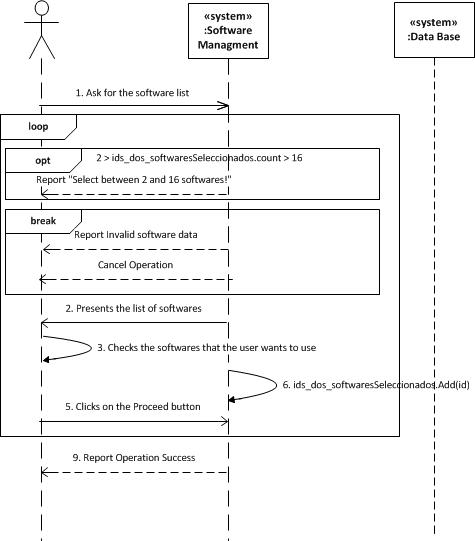 «system»
:Software
Managment
«system»
:Data Base
1. Ask for the software list
loop
opt
2 > ids_dos_softwaresSeleccionados.count > 16
Report "Select between 2 and 16 softwares!"
break
Report Invalid software data
Cancel Operation
2. Presents the list of softwares
3. Checks the softwares that the user wants to use
6. ids_dos_softwaresSeleccionados.Add(id)
5. Clicks on the Proceed button
9. Report Operation Success